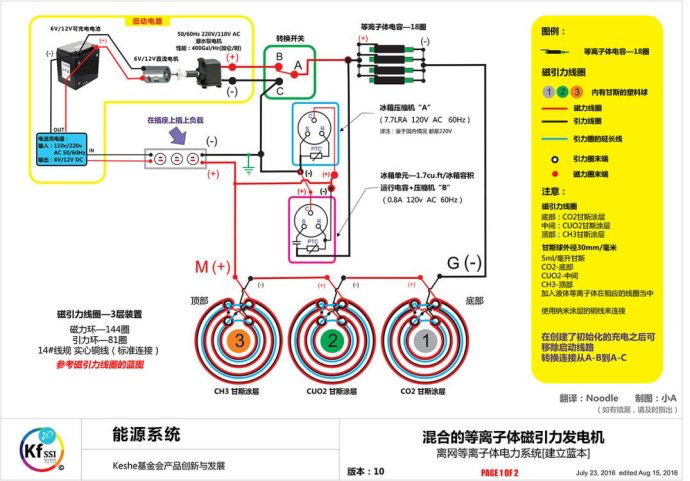 启动电路
6V/12V可充电电池
50/60Hz 220V/110V AC
潜水泵电机
性能：400Gal/Hr(加仑/时)
6V/12V直流电机
(-)
(+)
(+)
(-)
转换开关
B
A
C
等离子体电容—18圈
(+)
(-)
OUT
电池充电器：
输入：110v/220v
AC 50/60Hz
输出：6V/12V DC
IN
在插座上插上负载
(-)
(+)
C
S
R
PTC
冰箱压缩机 “A”
( 7.7LRA 120V AC 60Hz )
译注：鉴于国内情况 都是220V
(+)
(-)
(+)
(-)
C
PTC
冰箱单元—1.7cu.ft/冰箱容积
运行电容+压缩机 “B”
( 0.8A 120v AC 60Hz )
M (+)
G (-)
(-)
(+)
(-)
(+)
(-)
(+)
顶部
底部
3
2
1
CH3 甘斯涂层
CUO2 甘斯涂层
CO2 甘斯涂层
磁引力线圈—3层装置
磁力环—144圈
引力环—81圈
14#线规 实心铜线（标准连接）
参考磁引力线圈的蓝图
图例：
等离子体电容—18圈
磁引力线圈：
1 2 3 内有甘斯的塑料球
磁力线圈
引力线圈
引力圈的延长线
引力圈末端
磁力圈末端
注意：
磁引力线圈
底部：CO2甘斯涂层
中间：CUO2甘斯涂层
顶部：CH3甘斯涂层
甘斯球外径30mm/毫米
5ml/毫升甘斯
CO2-底部
CUO2-中间
CH3-顶部
加入液体等离子体在相应的线圈当中
使用纳米涂层的铜线来连接
在创建了初始化的充电之后可
移除启动线路
转换连接从A-B到A-C
翻译：Noodle 制图：小A
（如有错漏，请及时指出）
Kf SSI
能源系统
Keshe基金会产品创新与发展
混合的等离子体磁引力发电机
离网等离子体电力系统[建立蓝本]
版本：10
PAGE 1 OF 2
July 23, 2016 edited Aug 15, 2016